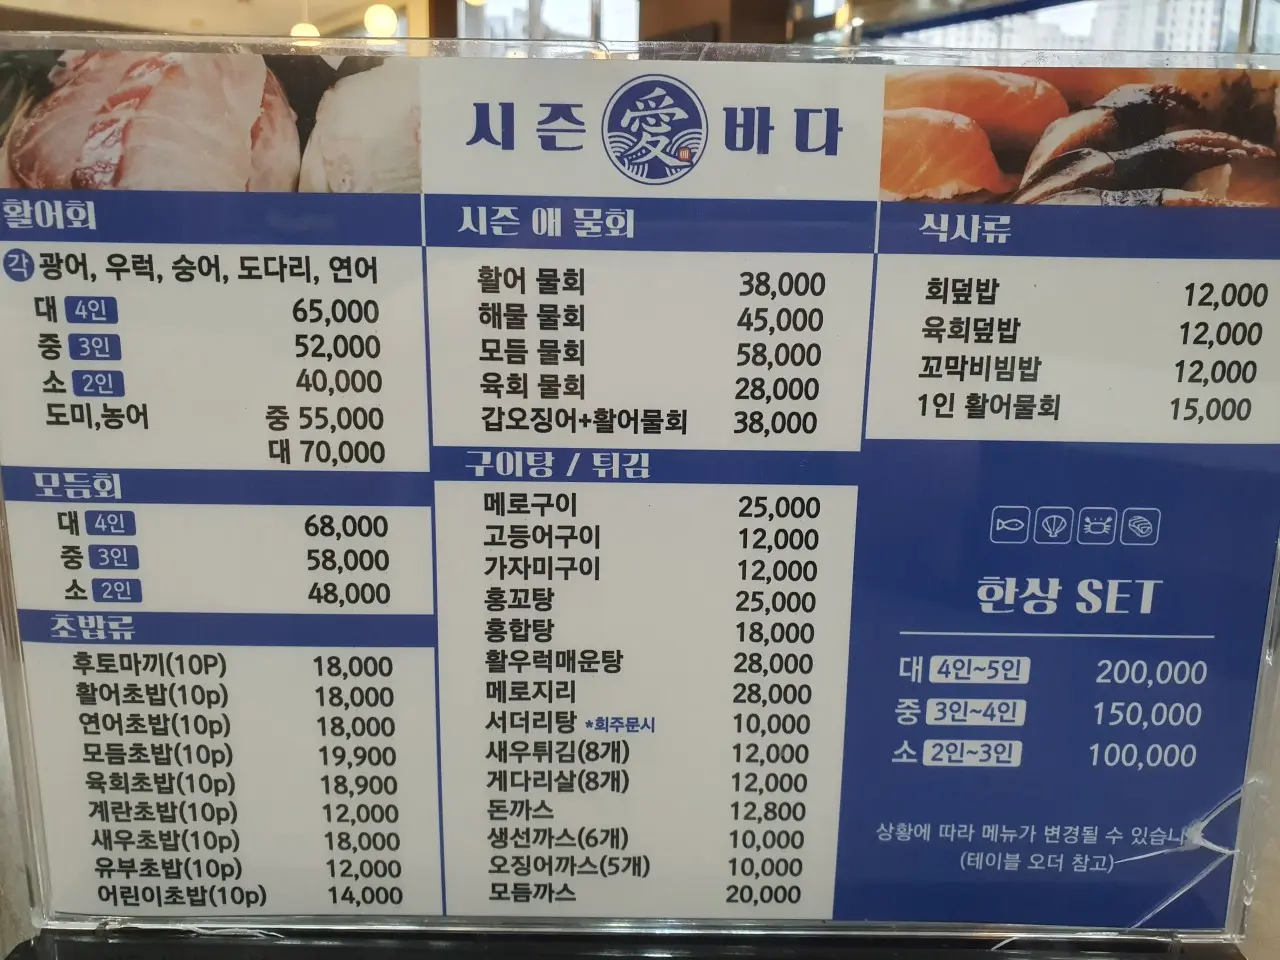 시즌 愛 바다
활어회
각 광어, 우럭, 숭어, 도다리, 연어
대 4인 65,000
중 3인 52,000
소 2인 40,000
도미,농어 중 55,000
대 70,000
모듬회
대 4인 68,000
중 3인 58,000
소 2인 48,000
초밥류
후토마끼(10P) 18,000
활어초밥(10p) 18,000
연어초밥(10p) 18,000
모듬초밥(10p) 19,900
육회초밥(10p) 18,900
계란초밥(10p) 12,000
새우초밥(10p) 18,000
유부초밥(10p) 12,000
어린이초밥(10p) 14,000
시즌 애 물회
활어 물회 38,000
해물 물회 45,000
모듬 물회 58,000
육회 물회 28,000
갑오징어+활어물회 38,000
구이탕 / 튀김
메로구이 25,000
고등어구이 12,000
가자미구이 12,000
홍꼬탕 25,000
홍합탕 18,000
활우럭매운탕 28,000
메로지리 28,000
서더리탕 *회주문시 10,000
새우튀김(8개) 12,000
게다리살(8개) 12,000
돈까스 12,800
생선까스(6개) 10,000
오징어까스(5개) 10,000
모듬까스 20,000
식사류
회덮밥 12,000
육회덮밥 12,000
꼬막비빔밥 12,000
1인 활어물회 15,000
한상 SET
대 4인~5인 200,000
중 3인~4인 150,000
소 2인~3인 100,000
상황에 따라 메뉴가 변경될 수 있습니
(테이블 오더 참고)